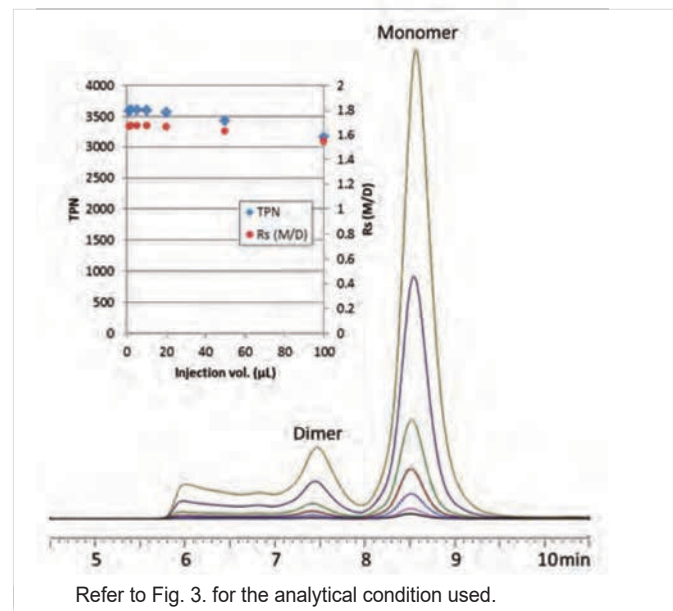 Monomer
4000 2
3500 1.8
3000 1.6
2500 1.4
2000 1.2
1500 1
1000 0.8
500 0.6
0 0.4
0.2
0
TPN
Rs (M/D)
TPN
Rs (M/D)
0 20 40 60 80 100
Injection vol. (µL)
Dimer
5 6 7 8 9 10min
Refer to Fig. 3. for the analytical condition used.